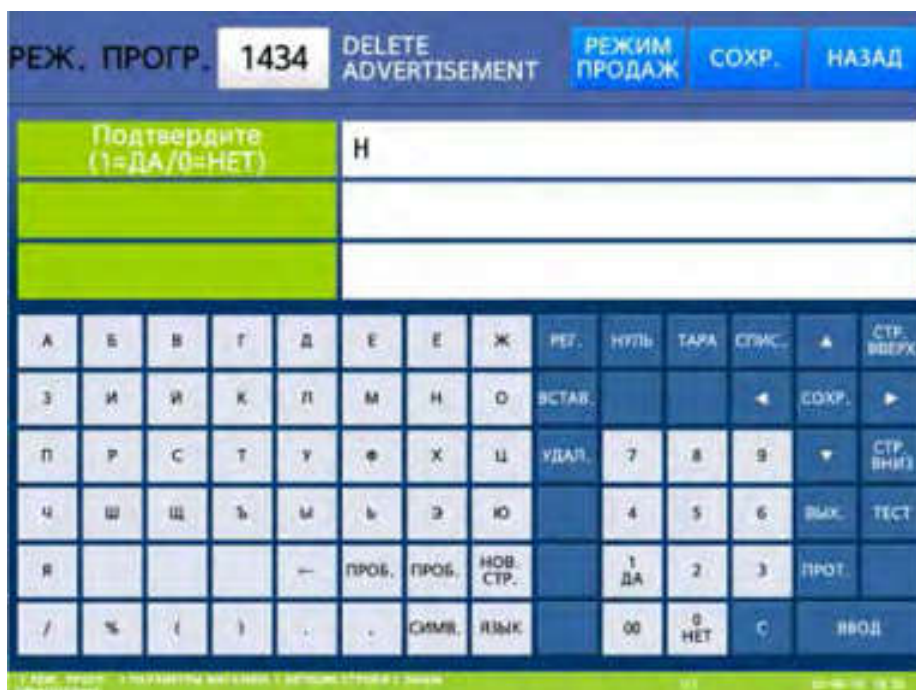 РЕЖ. ПРОГР. 1434 DELETE ADVERTISEMENT РЕЖИМ ПРОДАЖ СОХР. НАЗАД
Подтвердите
(1=ДА/0=НЕТ)
Н
А Б В Г Д Е Ё Ж РЕГ. НУЛЬ ТАРА СПИС. ▲ СТР. ВВЕРХ
З И Й К Л М Н О ВСТАВ. ◄ СОХР. ►
П Р С Т У Ф Х Ц УДАЛ. 7 8 9 ▼ СТР. ВНИЗ
Ч Ш Щ Ъ Ы Ь Э Ю 4 5 6 ВЫХ. ТЕСТ
Я ← ПРОБ. ПРОБ. НОВ. СТР. 1 ДА 2 3 ПРОТ.
/ % ( ) СИМВ. ЯЗЫК 00 0 НЕТ С ВВОД